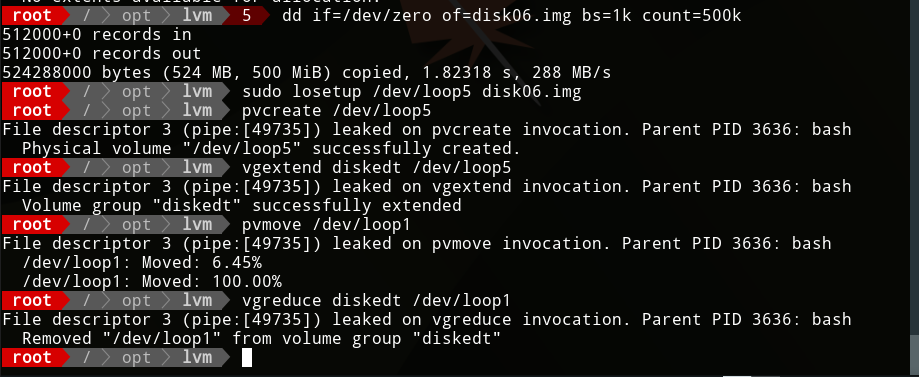 No extents available for allocation.
root / opt lvm 5 dd if=/dev/zero of=disk06.img bs=1k count=500k
512000+0 records in
512000+0 records out
524288000 bytes (524 MB, 500 MiB) copied, 1.82318 s, 288 MB/s
root / opt lvm sudo losetup /dev/loop5 disk06.img
root / opt lvm pvcreate /dev/loop5
File descriptor 3 (pipe:[49735]) leaked on pvcreate invocation. Parent PID 3636: bash
Physical volume "/dev/loop5" successfully created.
root / opt lvm vgextend diskedt /dev/loop5
File descriptor 3 (pipe:[49735]) leaked on vgextend invocation. Parent PID 3636: bash
Volume group "diskedt" successfully extended
root / opt lvm pvmove /dev/loop1
File descriptor 3 (pipe:[49735]) leaked on pvmove invocation. Parent PID 3636: bash
/dev/loop1: Moved: 6.45%
/dev/loop1: Moved: 100.00%
root / opt lvm vgreduce diskedt /dev/loop1
File descriptor 3 (pipe:[49735]) leaked on vgreduce invocation. Parent PID 3636: bash
Removed "/dev/loop1" from volume group "diskedt"
root / opt lvm